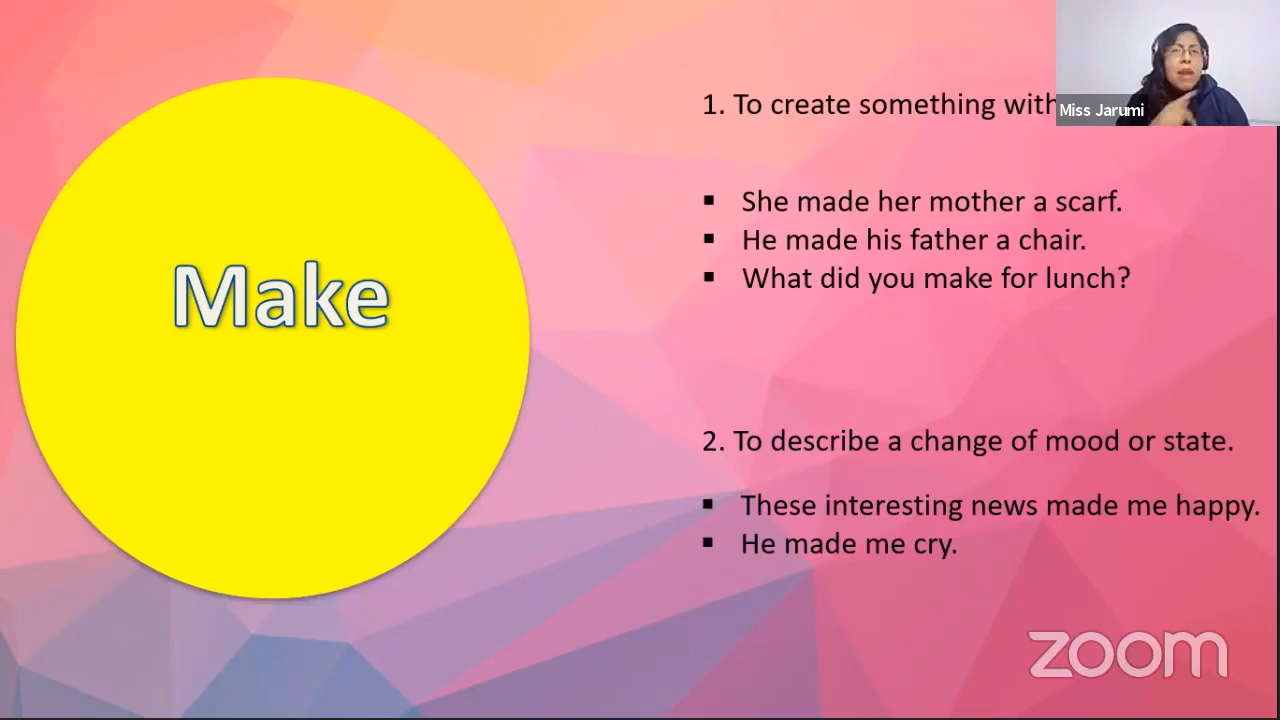 Make
1. To create something with
Miss Jarumi
▪ She made her mother a scarf.
▪ He made his father a chair.
▪ What did you make for lunch?
2. To describe a change of mood or state.
▪ These interesting news made me happy.
▪ He made me cry.
zoom